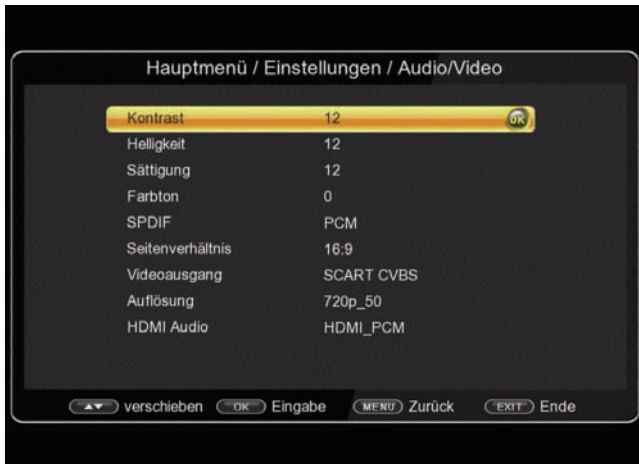 Hauptmenü / Einstellungen / Audio/Video
Kontrast 12 OK
Helligkeit 12
Sättigung 12
Farbton 0
SPDIF PCM
Seitenverhältnis 16:9
Videoausgang SCART CVBS
Auflösung 720p_50
HDMI Audio HDMI_PCM
verschieben OK Eingabe MENU Zurück EXIT Ende